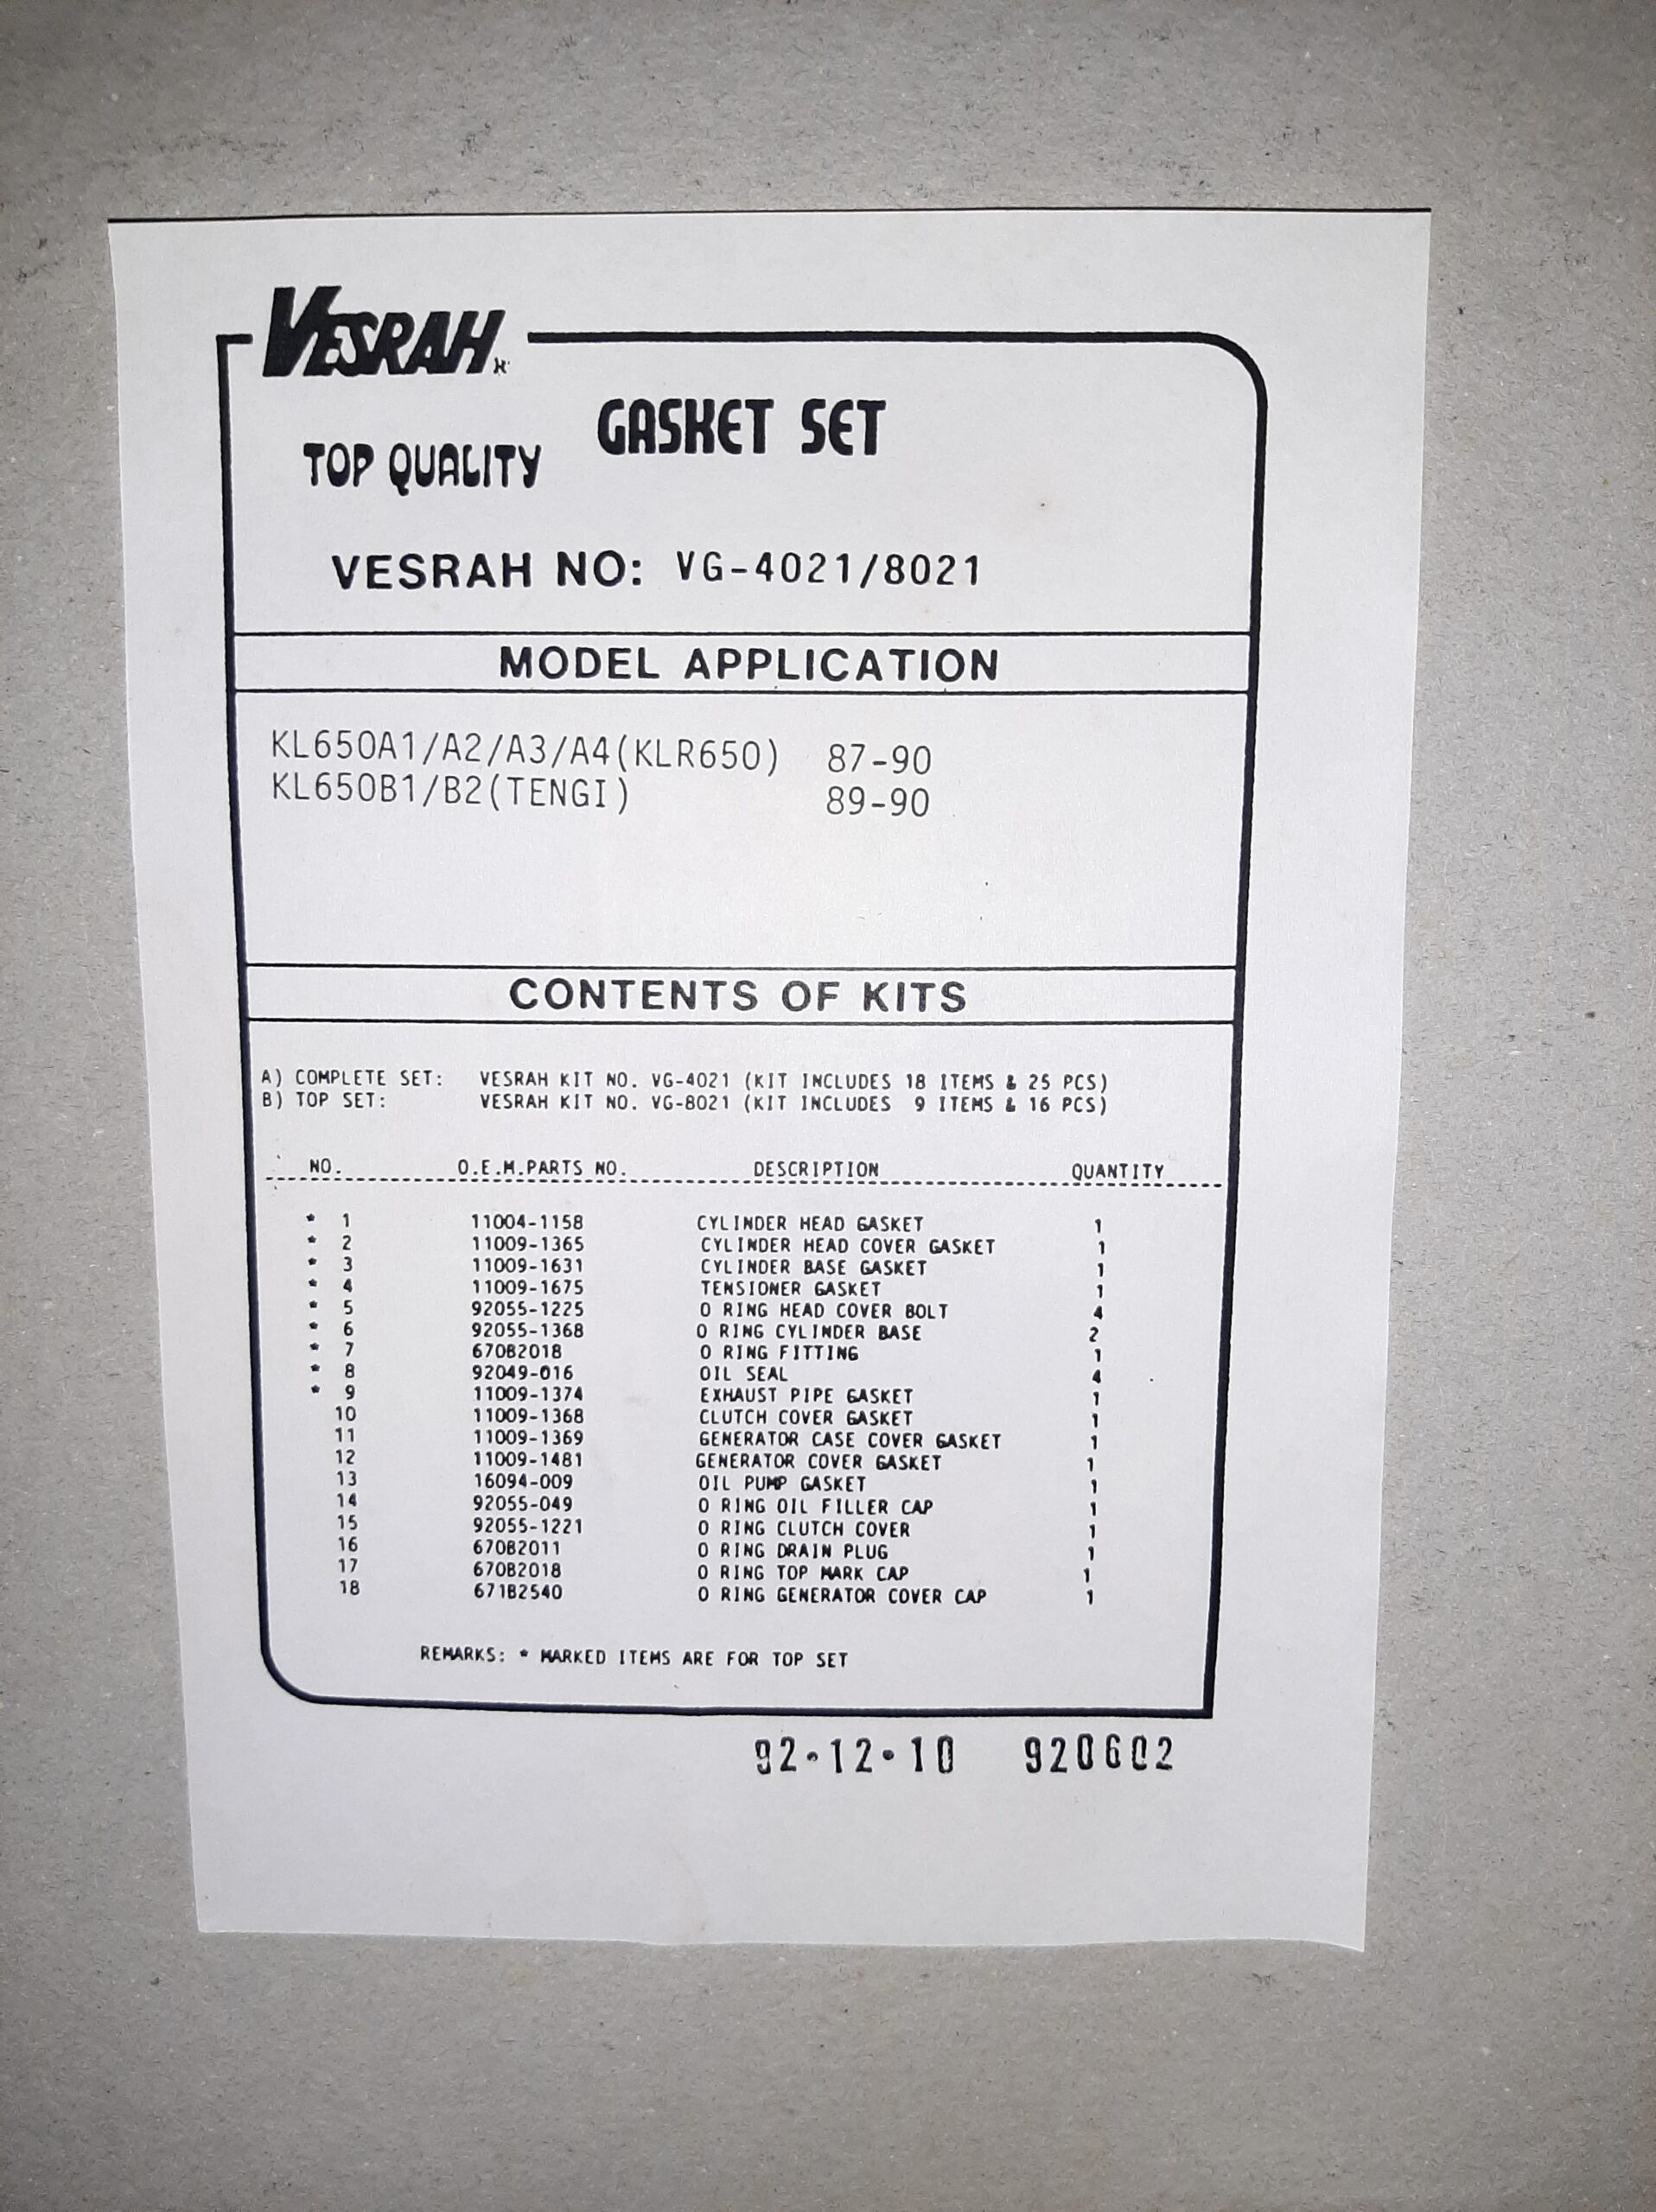 VESRAH
GASKET SET
TOP QUALITY
VESRAH NO: VG-4021/8021
MODEL APPLICATION
KL650A1/A2/A3/A4(KLR650) 87-90
KL650B1/B2(TENGI) 89-90
CONTENTS OF KITS
A) COMPLETE SET: VESRAH KIT NO. VG-4021 (KIT INCLUDES 18 ITEMS & 25 PCS)
B) TOP SET: VESRAH KIT NO. VG-8021 (KIT INCLUDES 9 ITEMS & 16 PCS)
NO. O.E.M.PARTS NO. DESCRIPTION QUANTITY
* 1 11004-1158 CYLINDER HEAD GASKET 1
* 2 11009-1365 CYLINDER HEAD COVER GASKET 1
* 3 11009-1631 CYLINDER BASE GASKET 1
* 4 11009-1675 TENSIONER GASKET 1
* 5 92055-1225 O RING HEAD COVER BOLT 4
* 6 92055-1368 O RING CYLINDER BASE 2
* 7 670B2018 O RING FITTING 1
* 8 92049-016 OIL SEAL 4
* 9 11009-1374 EXHAUST PIPE GASKET 1
10 11009-1368 CLUTCH COVER GASKET 1
11 11009-1369 GENERATOR CASE COVER GASKET 1
12 11009-1481 GENERATOR COVER GASKET 1
13 16094-009 OIL PUMP GASKET 1
14 92055-049 O RING OIL FILLER CAP 1
15 92055-1221 O RING CLUTCH COVER 1
16 670B2011 O RING DRAIN PLUG 1
17 670B2018 O RING TOP MARK CAP 1
18 671B2540 O RING GENERATOR COVER CAP 1
REMARKS: * MARKED ITEMS ARE FOR TOP SET
92·12·10 920602